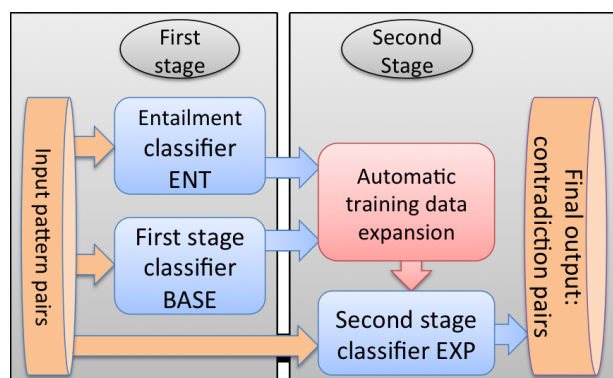 First
stage
Second
Stage
Input pattern pairs
Entailment
classifier
ENT
First stage
classifier
BASE
Automatic
training data
expansion
Second stage
classifier EXP
Final output:
contradiction pairs